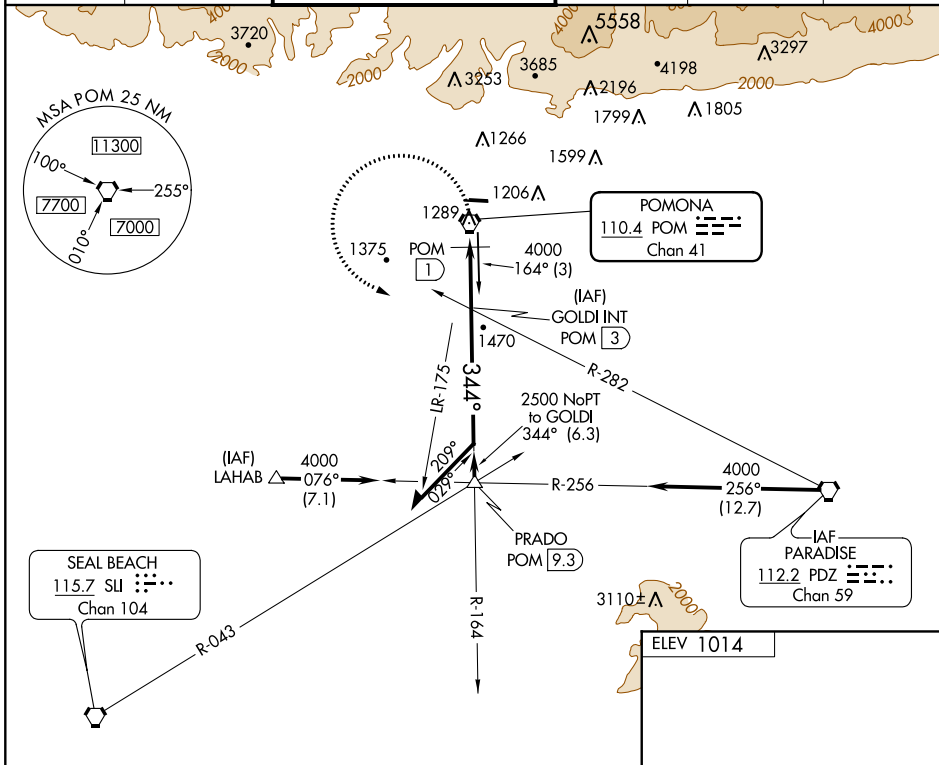 4000
5558
3720
2000
2000
3253
3685
4198
3297
4000
2000
2196
1799
1805
MSA POM 25 NM
11300
100°
255°
7700
7000
010°
1266
1599
1206
1289
POMONA
110.4 POM
Chan 41
1375
POM
1
4000
164° (3)
(IAF)
GOLDI INT
POM 3
1470
R-282
LR-175
344°
2500 NoPT
to GOLDI
344° (6.3)
(IAF)
LAHAB
4000
076°
(7.1)
209°
029°
R-256
4000
256°
(12.7)
PRADO
POM 9.3
IAF
PARADISE
112.2 PDZ
Chan 59
SEAL BEACH
115.7 SLI
Chan 104
R-043
R-164
3110±
2000
ELEV 1014